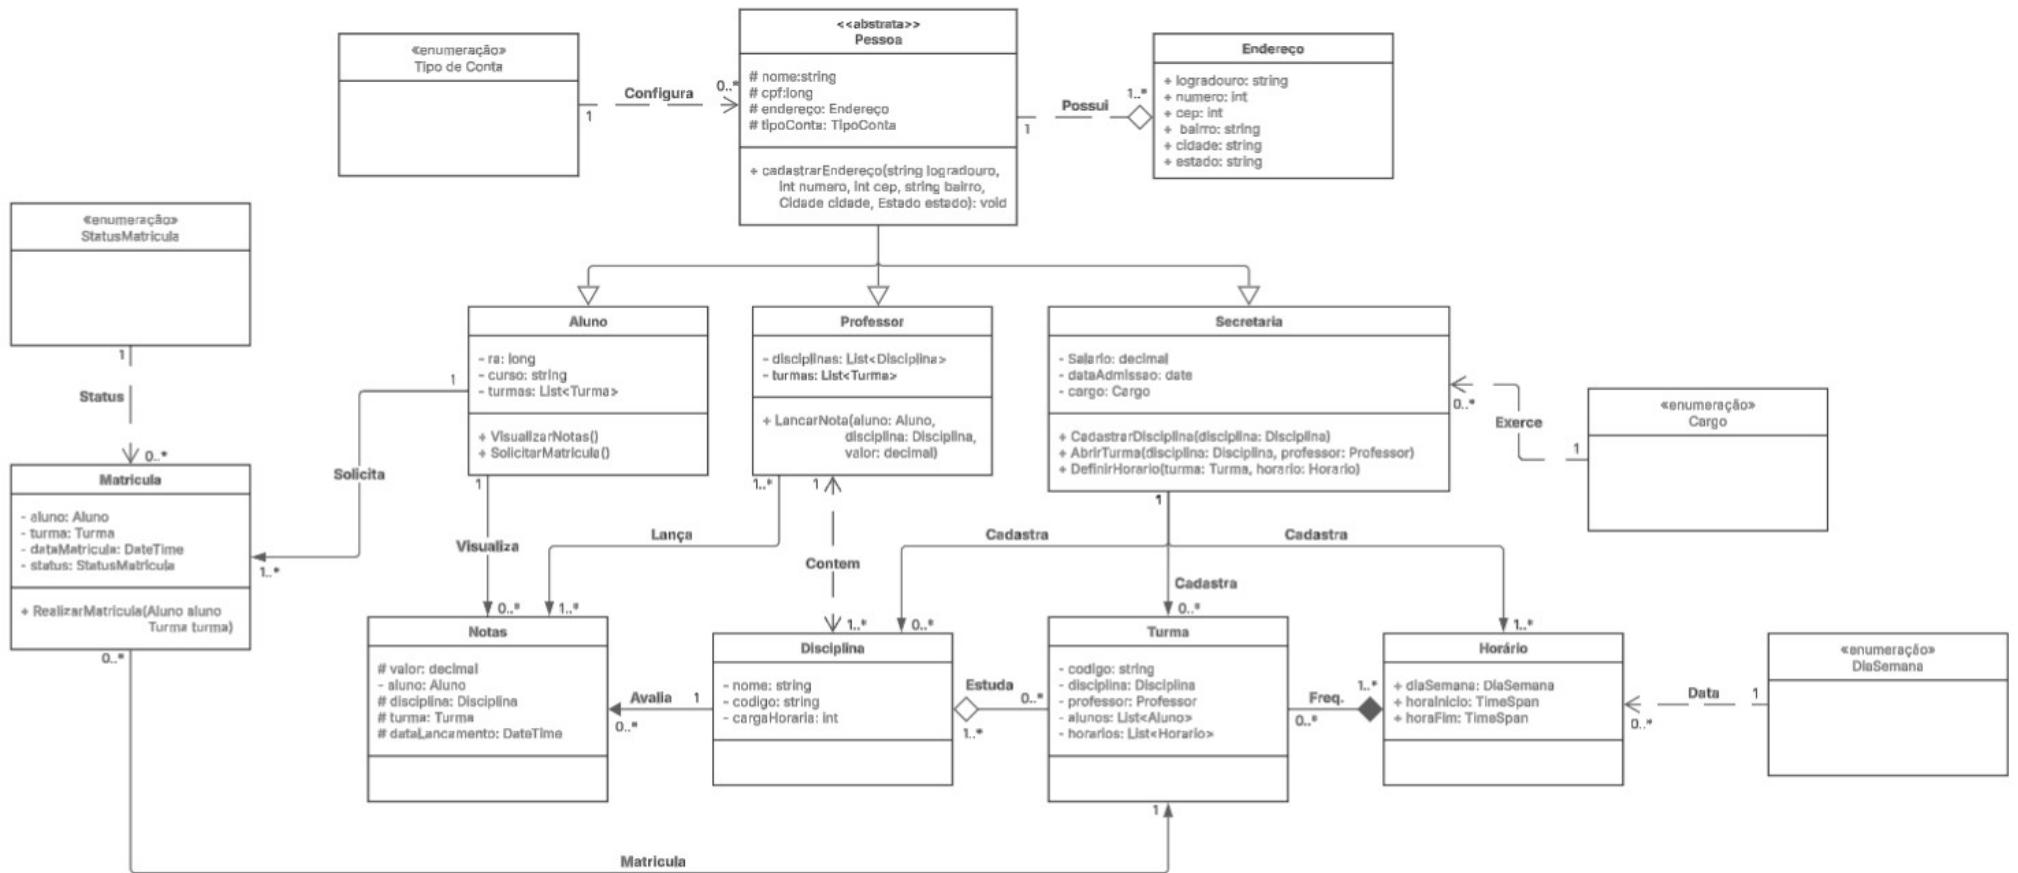 <<abstrata>>
Pessoa
# nome:string
# cpf:long
# endereço: Endereço
# tipoConta: TipoConta
+ cadastrarEndereço(string logradouro,
int numero, int cep, string bairro,
Cidade cidade, Estado estado): void
«enumeração»
Tipo de Conta
Configura
1
0..*
Endereço
+ logradouro: string
+ numero: int
+ cep: int
+ bairro: string
+ cidade: string
+ estado: string
Possui
1
1..*
«enumeração»
StatusMatricula
1
Status
0..*
Aluno
- ra: long
- curso: string
- turmas: List<Turma>
+ VisualizarNotas()
+ SolicitarMatricula()
Professor
- disciplinas: List<Disciplina>
- turmas: List<Turma>
+ LancarNota(aluno: Aluno,
disciplina: Disciplina,
valor: decimal)
Secretaria
- Salario: decimal
- dataAdmissao: date
- cargo: Cargo
+ CadastrarDisciplina(disciplina: Disciplina)
+ AbrirTurma(disciplina: Disciplina, professor: Professor)
+ DefinirHorario(turma: Turma, horario: Horario)
0..*
Exerce
1
«enumeração»
Cargo
Matricula
- aluno: Aluno
- turma: Turma
- dataMatricula: DateTime
- status: StatusMatricula
+ RealizarMatricula(Aluno aluno
Turma turma)
1
Solicita
1..*
1
Visualiza
0..*
1..*
Lança
1..*
1
Contem
1..*
1
Cadastra
0..*
Cadastra
0..*
Cadastra
1..*
Notas
# valor: decimal
- aluno: Aluno
# disciplina: Disciplina
# turma: Turma
# dataLancamento: DateTime
Avalia
1
0..*
Disciplina
- nome: string
- codigo: string
- cargaHoraria: int
Estuda
0..*
1..*
Turma
- codigo: string
- disciplina: Disciplina
- professor: Professor
- alunos: List<Aluno>
- horarios: List<Horario>
Freq.
1..*
0..*
Horário
+ diaSemana: DiaSemana
+ horaInicio: TimeSpan
+ horaFim: TimeSpan
Data
1
0..*
«enumeração»
DiaSemana
0..*
Matricula
1